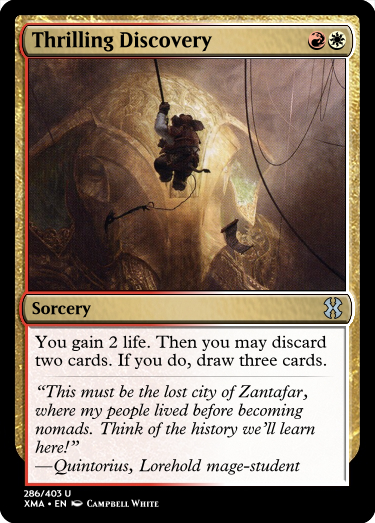 Thrilling Discovery
Sorcery
You gain 2 life. Then you may discard
two cards. If you do, draw three cards.
“This must be the lost city of Zantafar,
where my people lived before becoming
nomads. Think of the history we’ll learn
here!”
—Quintorius, Lorehold mage-student
286/403 U
XMA • EN Campbell White